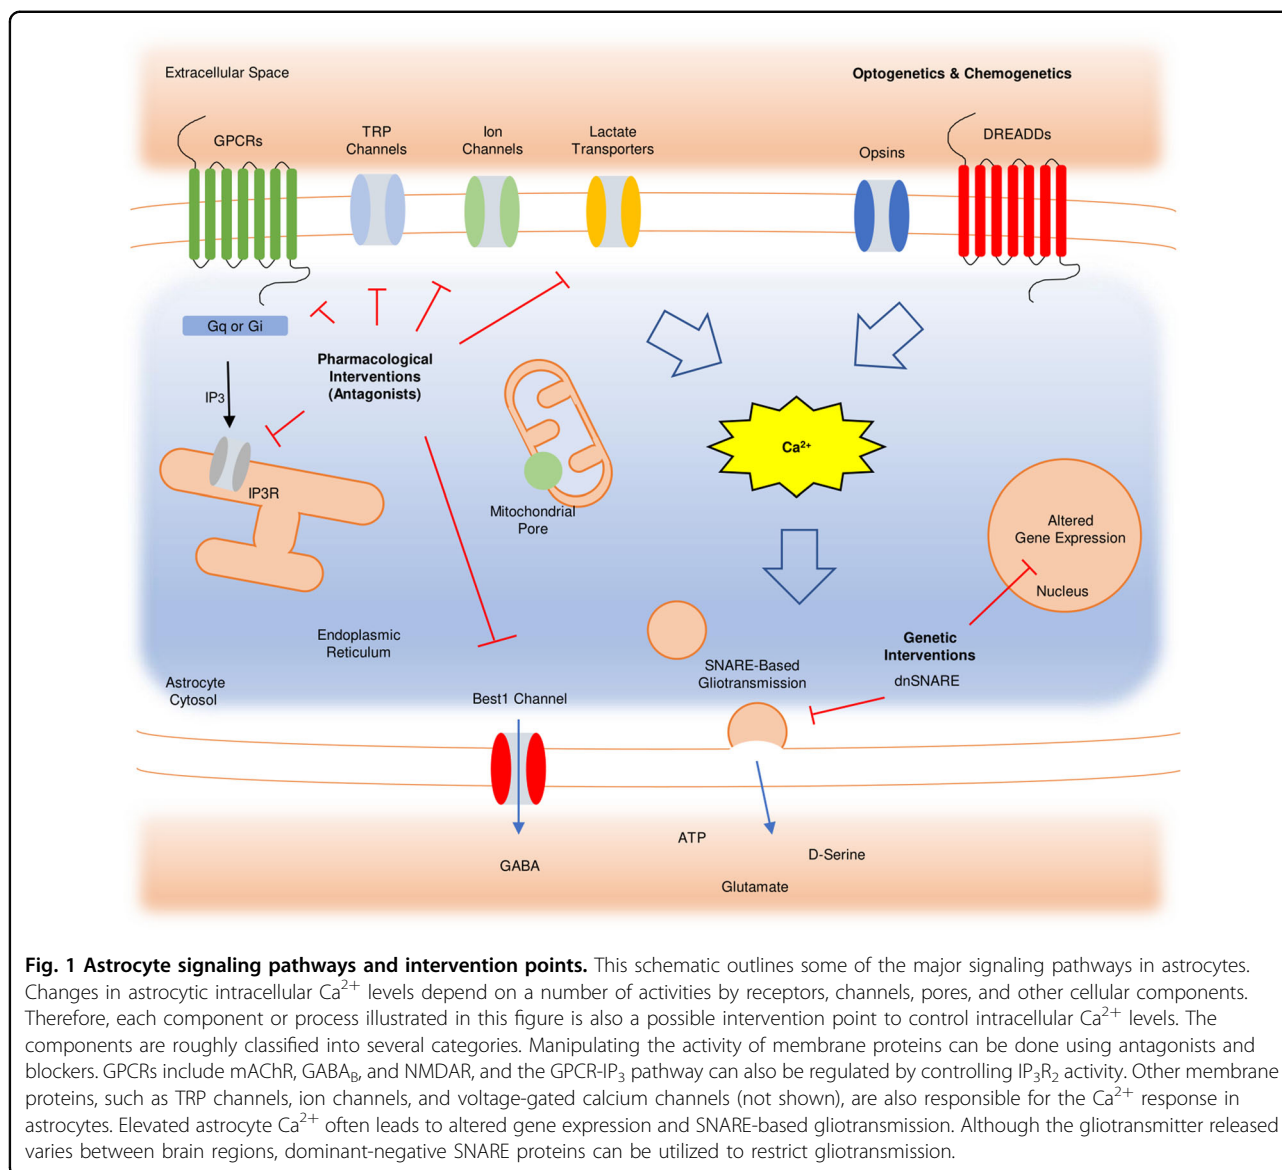 Extracellular Space
Optogenetics & Chemogenetics
GPCRs
TRP
Channels
Ion
Channels
Lactate
Transporters
Opsins
DREADDs
Gq or Gi
Pharmacological
Interventions
(Antagonists)
IP3
IP3R
Mitochondrial
Pore
Ca²⁺
Altered
Gene Expression
Nucleus
Endoplasmic
Reticulum
Genetic
Interventions
dnSNARE
SNARE-Based
Gliotransmission
Astrocyte
Cytosol
Best1 Channel
GABA
ATP
D-Serine
Glutamate
Fig. 1 Astrocyte signaling pathways and intervention points. This schematic outlines some of the major signaling pathways in astrocytes.
Changes in astrocytic intracellular Ca²⁺ levels depend on a number of activities by receptors, channels, pores, and other cellular components.
Therefore, each component or process illustrated in this figure is also a possible intervention point to control intracellular Ca²⁺ levels. The
components are roughly classified into several categories. Manipulating the activity of membrane proteins can be done using antagonists and
blockers. GPCRs include mAChR, GABA_B, and NMDAR, and the GPCR-IP₃ pathway can also be regulated by controlling IP₃R₂ activity. Other membrane
proteins, such as TRP channels, ion channels, and voltage-gated calcium channels (not shown), are also responsible for the Ca²⁺ response in
astrocytes. Elevated astrocyte Ca²⁺ often leads to altered gene expression and SNARE-based gliotransmission. Although the gliotransmitter released
varies between brain regions, dominant-negative SNARE proteins can be utilized to restrict gliotransmission.